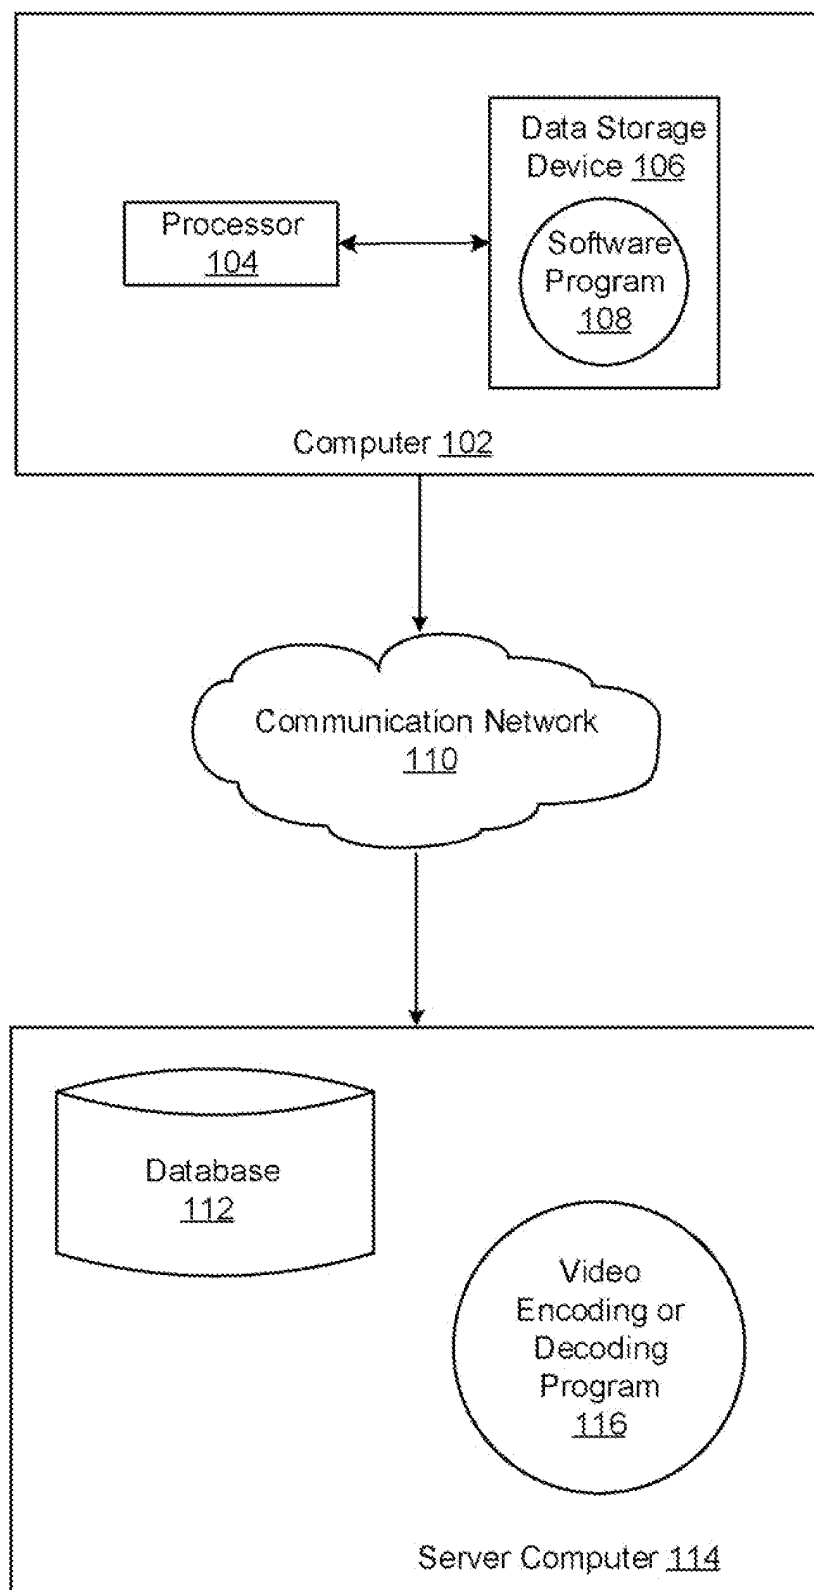 Data Storage
Device 106
Processor
104
Software
Program
108
Computer 102
Communication Network
110
Database
112
Video
Encoding or
Decoding
Program
116
Server Computer 114